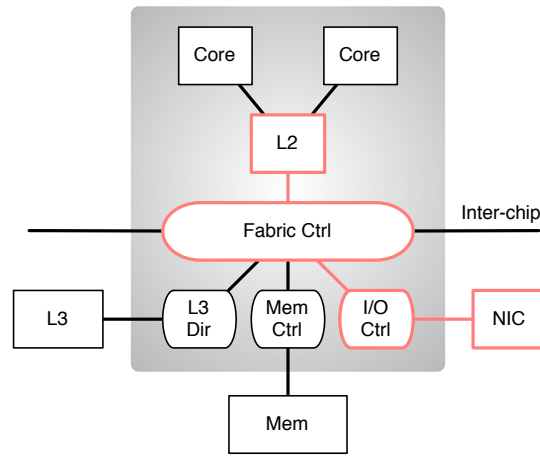 Core Core
L2
Inter-chip
Fabric Ctrl
L3
L3
Dir
Mem
Ctrl
I/O
Ctrl
NIC
Mem